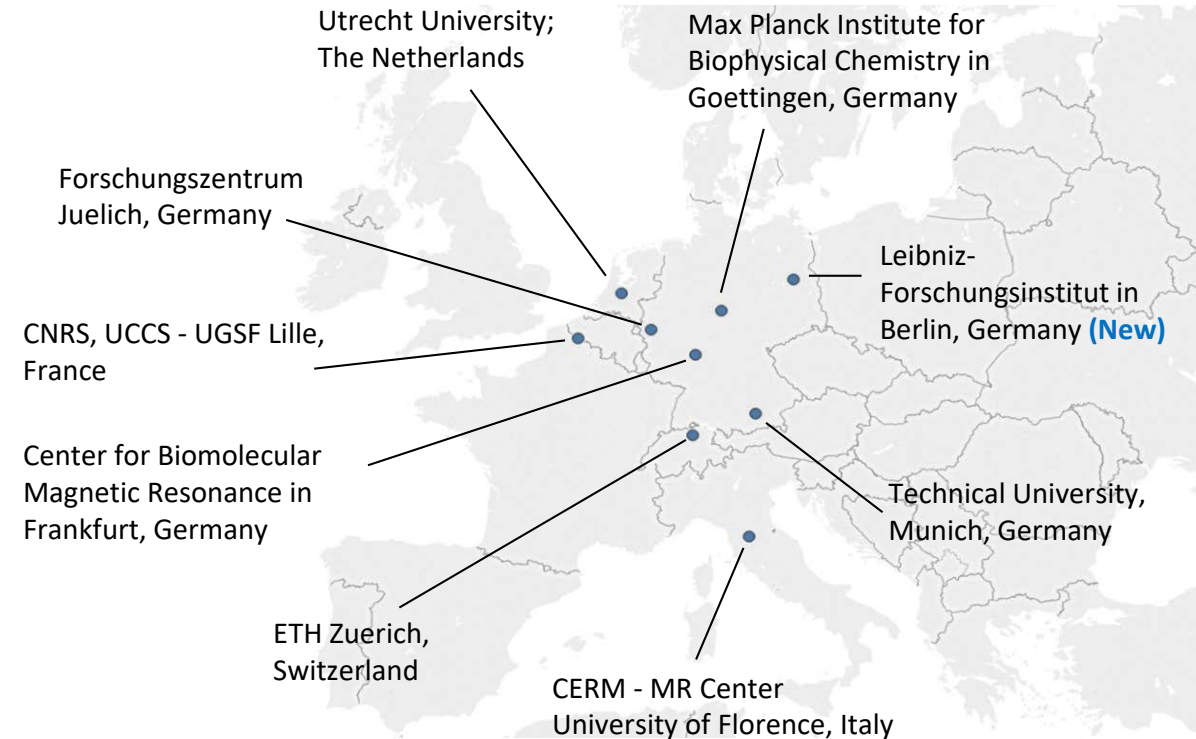 Utrecht University;
The Netherlands
Max Planck Institute for
Biophysical Chemistry in
Goettingen, Germany
Forschungszentrum
Juelich, Germany
Leibniz-
Forschungsinstitut in
Berlin, Germany (New)
CNRS, UCCS - UGSF Lille,
France
Center for Biomolecular
Magnetic Resonance in
Frankfurt, Germany
Technical University,
Munich, Germany
ETH Zuerich,
Switzerland
CERM - MR Center
University of Florence, Italy